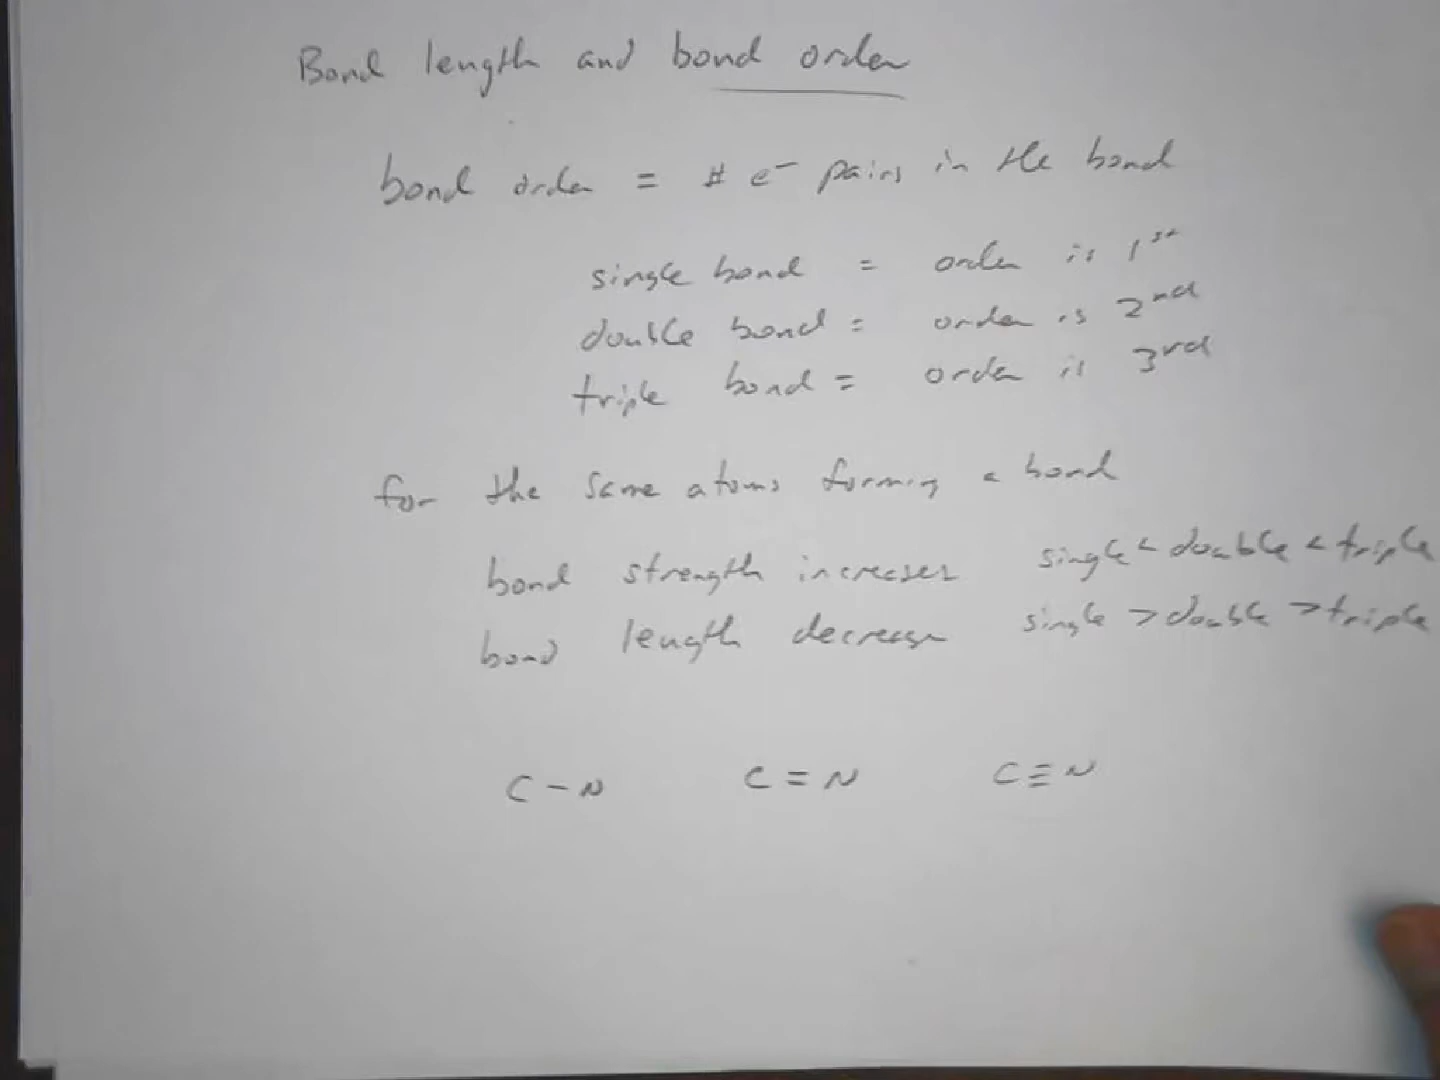 Bond length and bond order
bond order = # e⁻ pairs in the bond
single bond = order is 1st
double bond = order is 2nd
triple bond = order is 3rd
for the same atoms forming a bond
bond strength increases single < double < triple
bond length decrease single > double > triple
C - N C = N C ≡ N